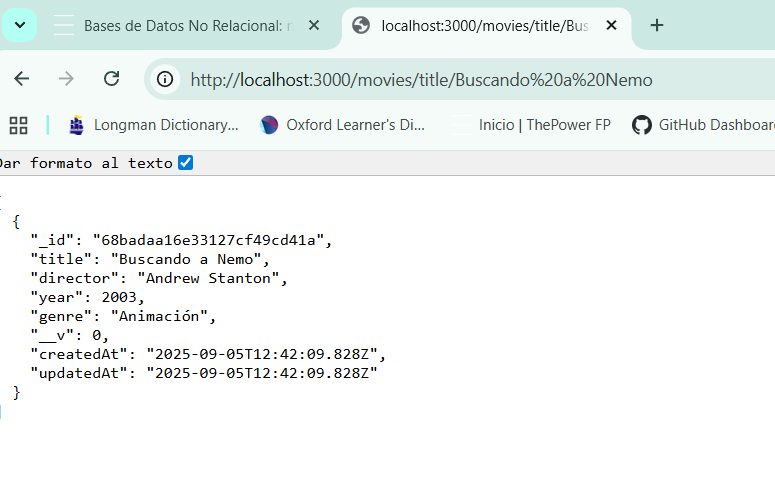 Bases de Datos No Relacional: 
localhost:3000/movies/title/Bus
http://localhost:3000/movies/title/Buscando%20a%20Nemo
Longman Dictionary... Oxford Learner's Di... Inicio | ThePower FP GitHub Dashboar
Dar formato al texto
[
{
"_id": "68badaa16e33127cf49cd41a",
"title": "Buscando a Nemo",
"director": "Andrew Stanton",
"year": 2003,
"genre": "Animación",
"__v": 0,
"createdAt": "2025-09-05T12:42:09.828Z",
"updatedAt": "2025-09-05T12:42:09.828Z"
}
]